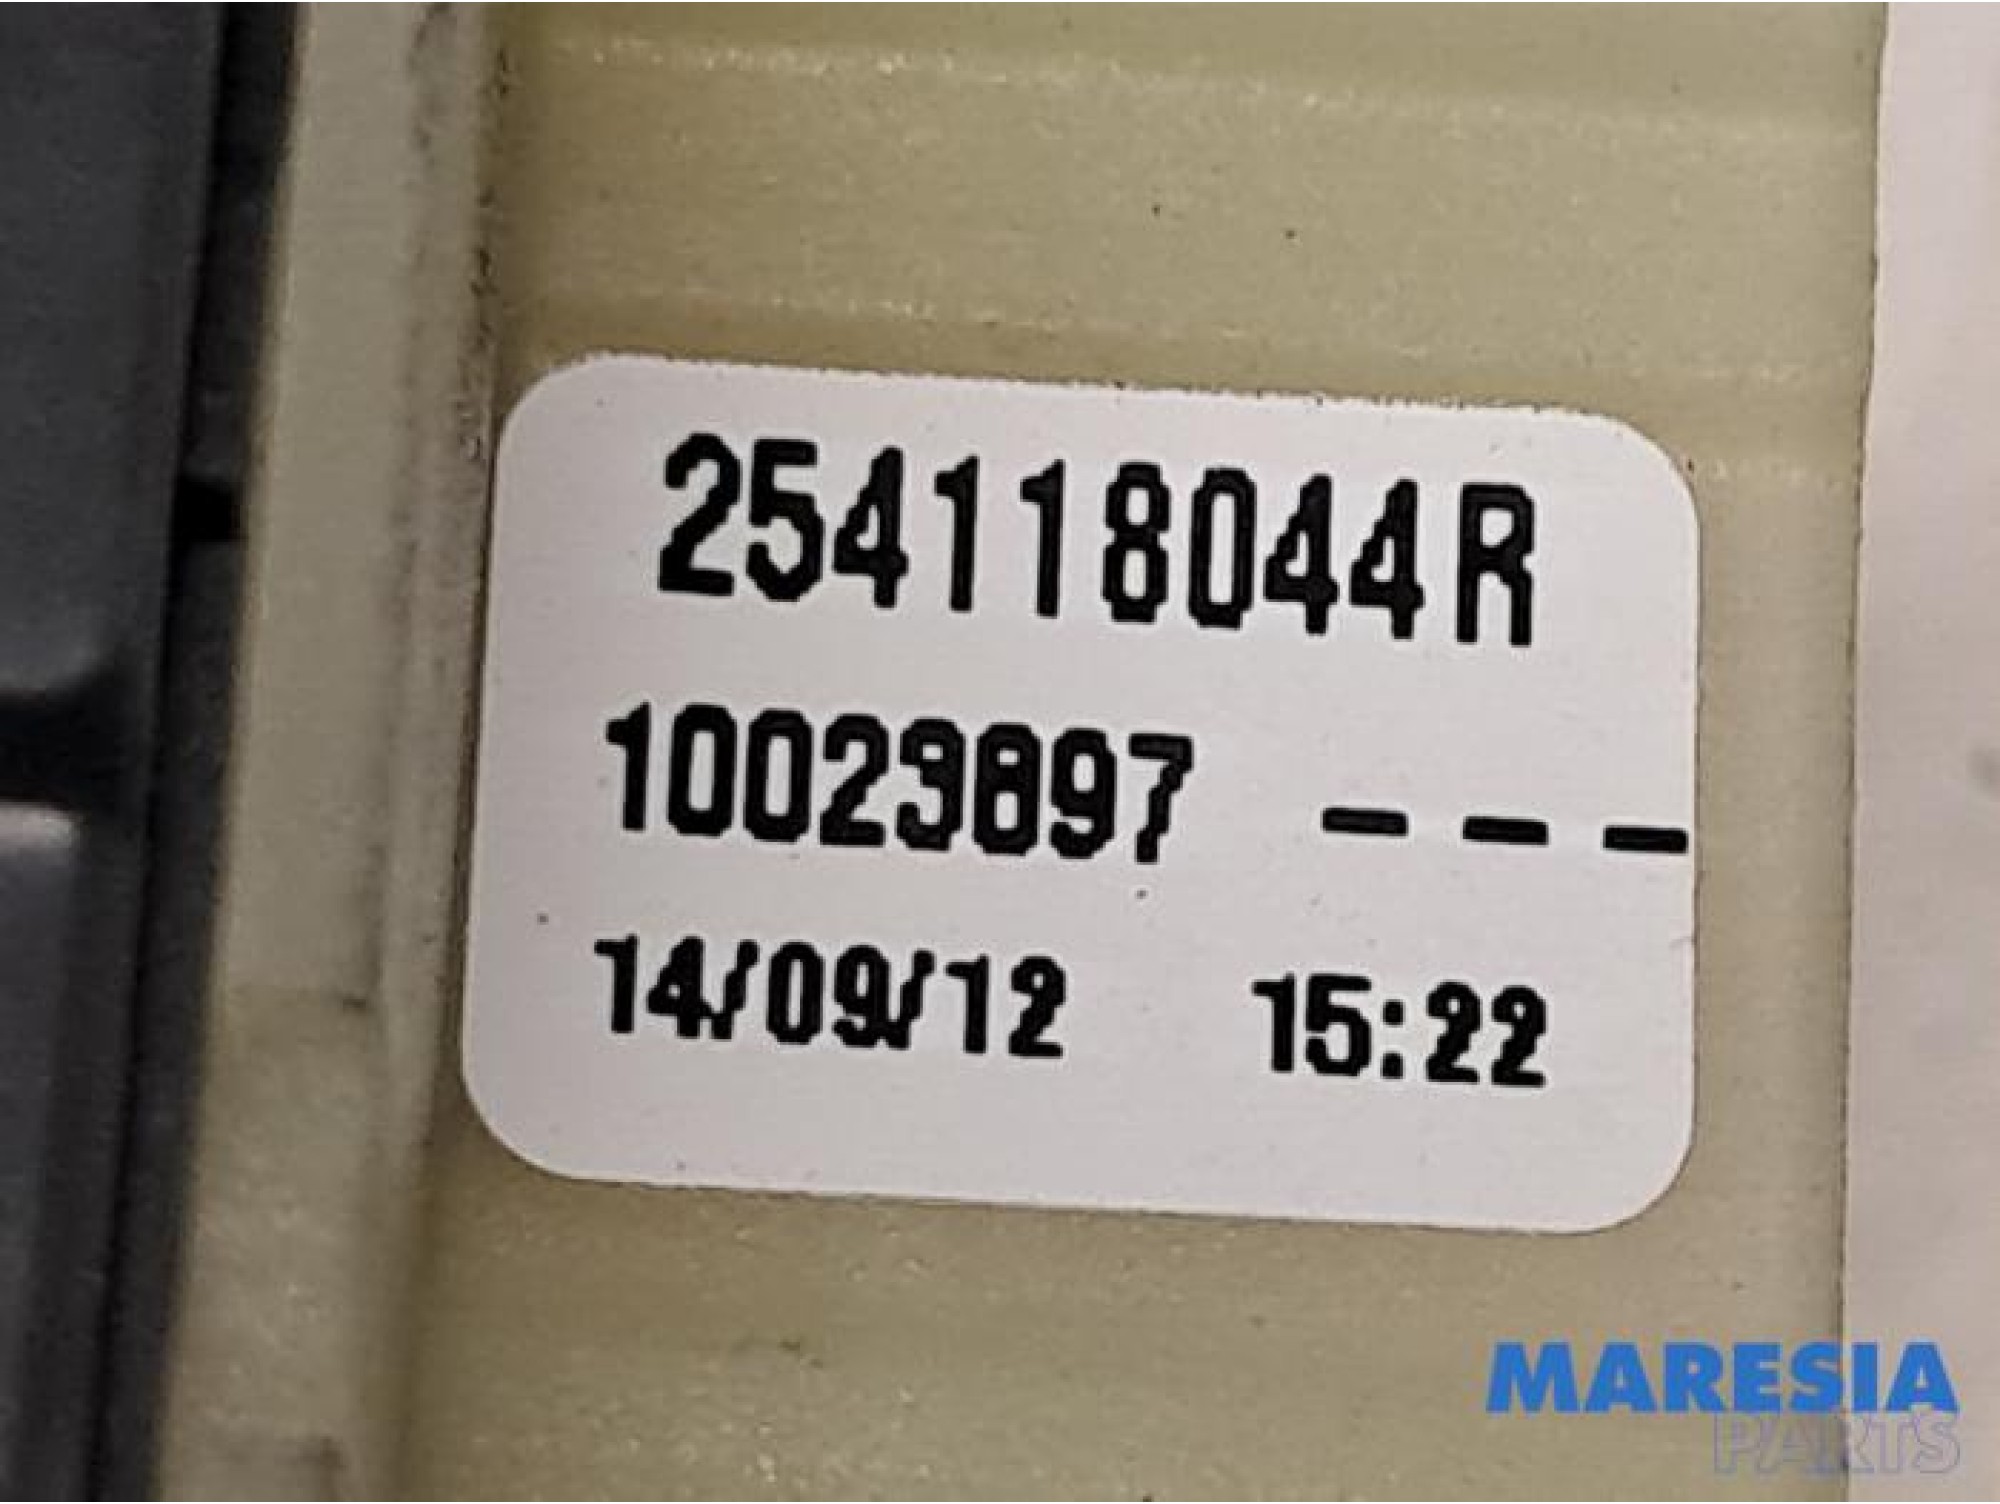 254118044R
10023897 ---
14/09/12 15:22
MARESIA
PARTS